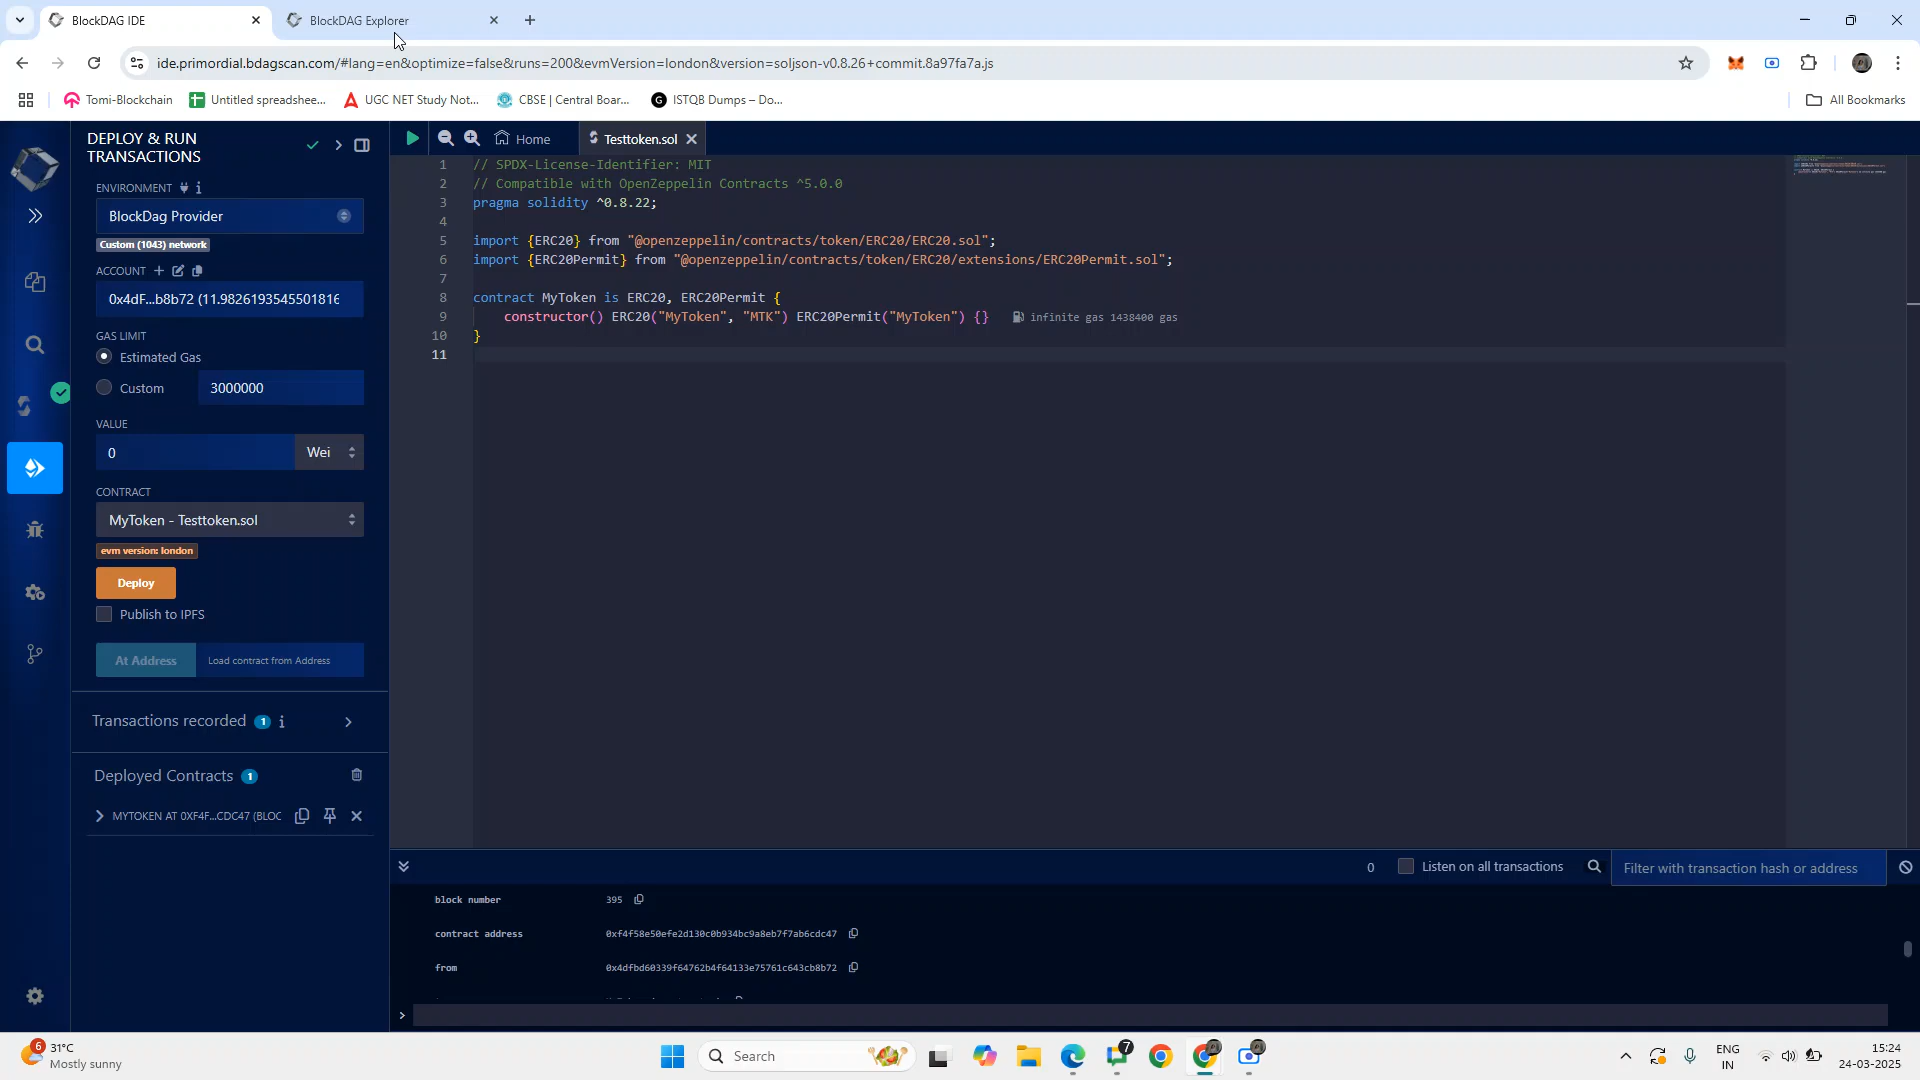 BlockDAG IDE
BlockDAG Explorer
ide.primordial.bdagscan.com/#lang=en&optimize=false&runs=200&evmVersion=london&version=soljson-v0.8.26+commit.8a97fa7a.js
Tomi-Blockchain
Untitled spreadshee...
UGC NET Study Not...
CBSE | Central Boar...
ISTQB Dumps – Do...
All Bookmarks
DEPLOY & RUN
TRANSACTIONS
Home
Testtoken.sol
ENVIRONMENT
BlockDag Provider
Custom (1043) network
ACCOUNT
0x4dF...b8b72 (11.9826193545501816
GAS LIMIT
Estimated Gas
Custom
3000000
VALUE
0
Wei
CONTRACT
MyToken - Testtoken.sol
evm version: london
Deploy
Publish to IPFS
At Address
Load contract from Address
Transactions recorded 1
Deployed Contracts 1
MYTOKEN AT 0XF4F...CDC47 (BLOC
1 // SPDX-License-Identifier: MIT
2 // Compatible with OpenZeppelin Contracts ^5.0.0
3 pragma solidity ^0.8.22;
4
5 import {ERC20} from "@openzeppelin/contracts/token/ERC20/ERC20.sol";
6 import {ERC20Permit} from "@openzeppelin/contracts/token/ERC20/extensions/ERC20Permit.sol";
7
8 contract MyToken is ERC20, ERC20Permit {
9 constructor() ERC20("MyToken", "MTK") ERC20Permit("MyToken") {} infinite gas 1438400 gas
10 }
11
0
Listen on all transactions
Filter with transaction hash or address
block number 395
contract address 0xf4f58e50efe2d130c0b934bc9a8eb7f7ab6cdc47
from 0x4dfbd60339f64762b4f64133e75761c643cb8b72
>
6
31°C
Mostly sunny
Search
7
ENG
IN
15:24
24-03-2025